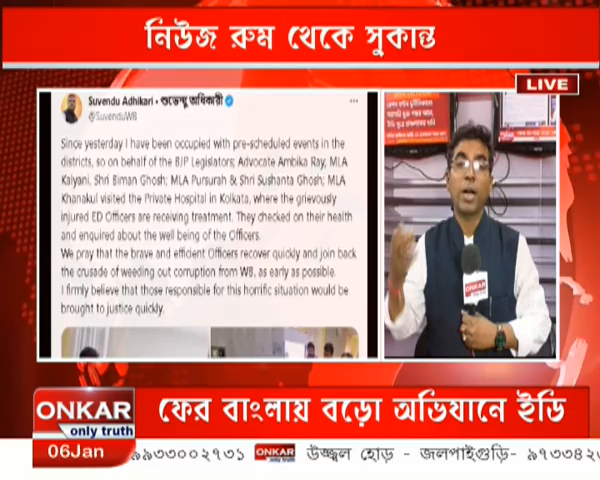 নিউজ রুম থেকে সুকান্ত
LIVE
Suvendu Adhikari • শুভেন্দু অধিকারী
@SuvenduWB
Since yesterday I have been occupied with pre-scheduled events in the
districts, so on behalf of the BJP Legislators; Advocate Ambika Ray, MLA
Kalyani, Shri Biman Ghosh; MLA Pursurah & Shri Sushanta Ghosh; MLA
Khanakul visited the Private Hospital in Kolkata, where the grievously
injured ED Officers are receiving treatment. They checked on their health
and enquired about the well being of the Officers.
We pray that the brave and efficient Officers recover quickly and join back
the crusade of weeding out corruption from WB, as early as possible.
I firmly believe that those responsible for this horrific situation would be
brought to justice quickly.
ONKAR
ONKAR
only truth
ফের বাংলায় বড়ো অভিযানে ইডি
06Jan
৯৯৩৩০০২৭৩১ ONKAR only truth উজ্জ্বল হোড় - জলপাইগুড়ি- ৯৭৩৩৪২